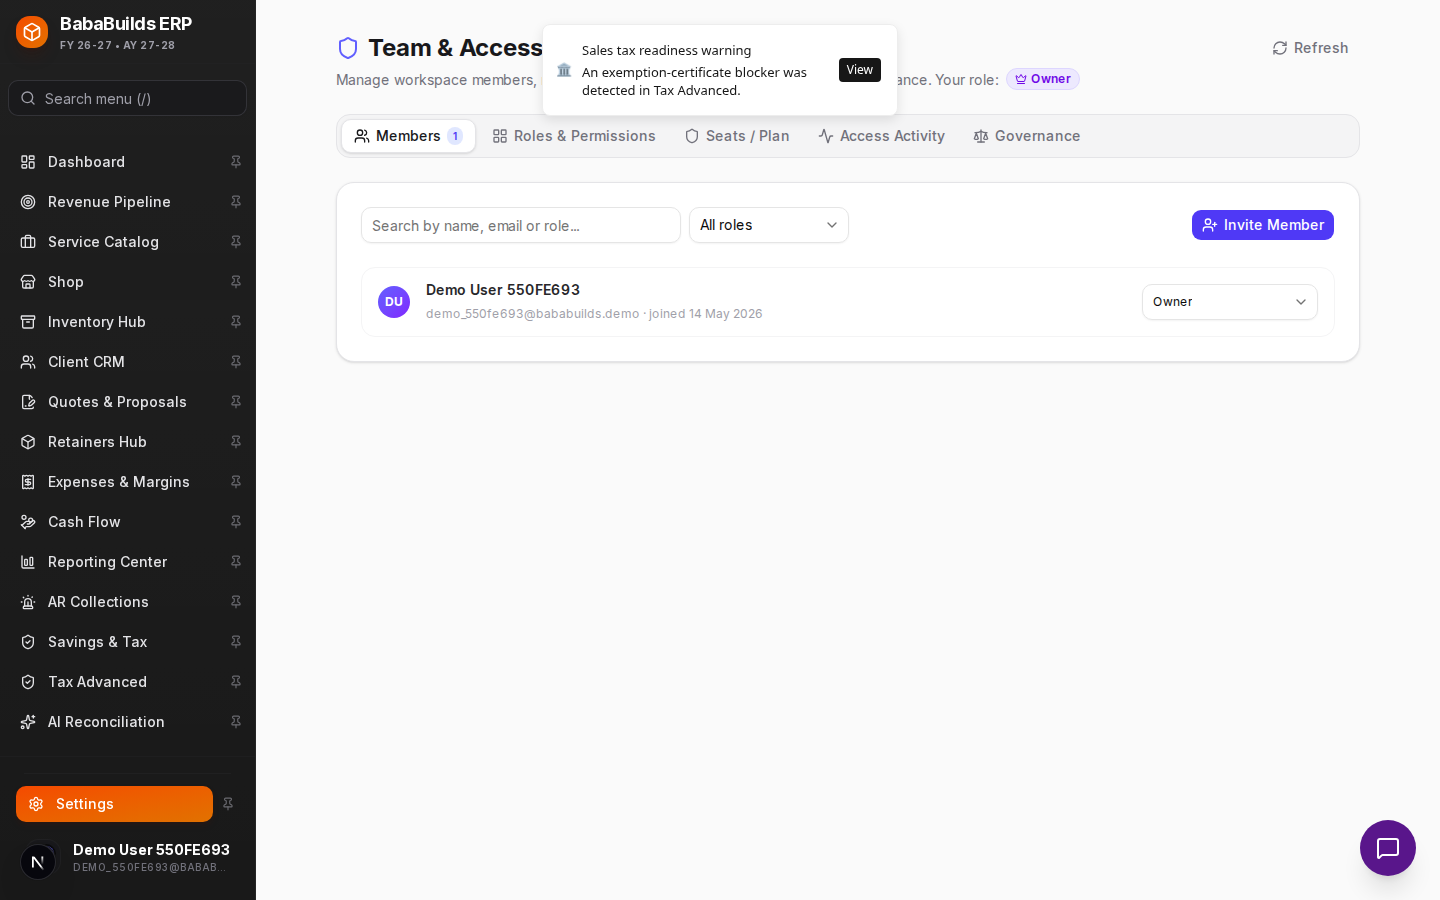 BabaBuilds ERP
FY 26-27 • AY 27-28
Search menu (/)
Dashboard
Revenue Pipeline
Service Catalog
Shop
Inventory Hub
Client CRM
Quotes & Proposals
Retainers Hub
Expenses & Margins
Cash Flow
Reporting Center
AR Collections
Savings & Tax
Tax Advanced
AI Reconciliation
Settings
N
Demo User 550FE693
DEMO_550FE693@BABAB...
Team & Access
Refresh
Manage workspace members,
ance. Your role: Owner
Sales tax readiness warning
An exemption-certificate blocker was
detected in Tax Advanced.
View
Members 1
Roles & Permissions
Seats / Plan
Access Activity
Governance
Search by name, email or role...
All roles
Invite Member
DU
Demo User 550FE693
demo_550fe693@bababuilds.demo · joined 14 May 2026
Owner